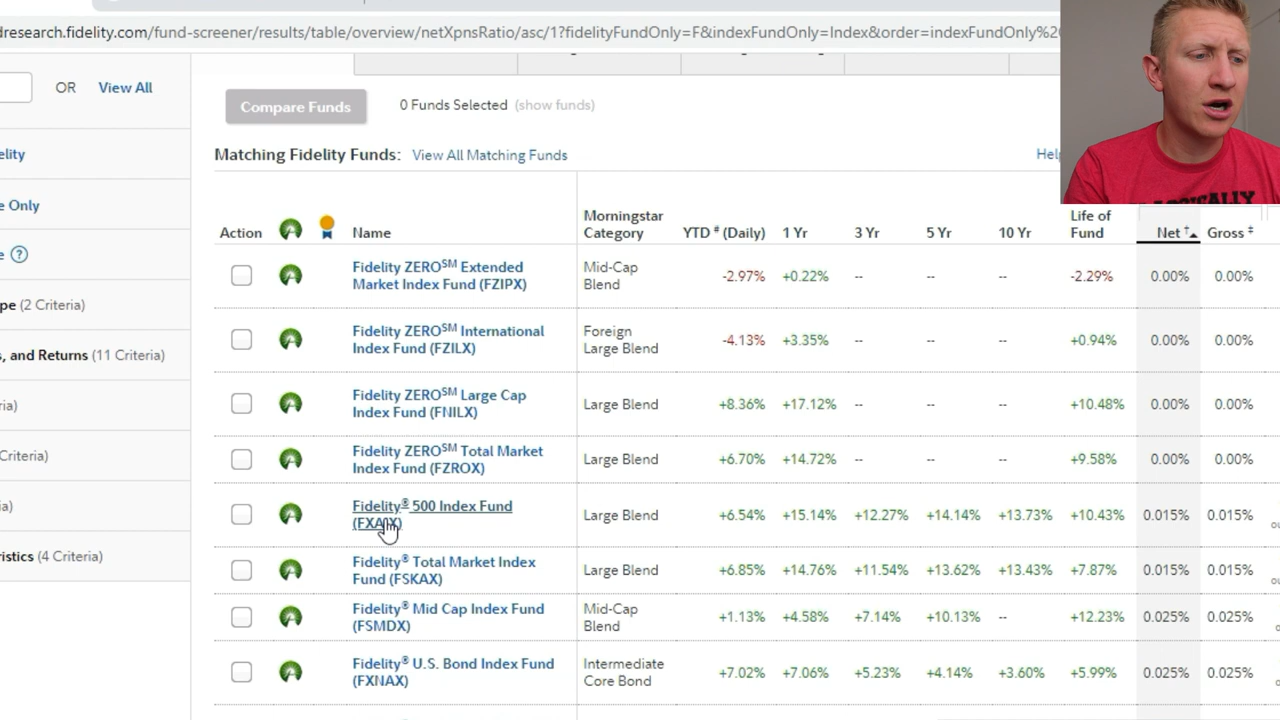 dresearch.fidelity.com/fund-screener/results/table/overview/netXpnsRatio/asc/1?fidelityFundOnly=F&indexFundOnly=Index&order=indexFundOnly%2
OR View All
elity
e Only
e ?
pe (2 Criteria)
s, and Returns (11 Criteria)
ria)
Criteria)
ia)
ristics (4 Criteria)
Compare Funds 0 Funds Selected (show funds)
Matching Fidelity Funds: View All Matching Funds
Hel
Action Name Morningstar Category YTD # (Daily) 1 Yr 3 Yr 5 Yr 10 Yr Life of Fund Net † Gross ‡
Fidelity ZERO℠ Extended Market Index Fund (FZIPX) Mid-Cap Blend -2.97% +0.22% -- -- -- -2.29% 0.00% 0.00%
Fidelity ZERO℠ International Index Fund (FZILX) Foreign Large Blend -4.13% +3.35% -- -- -- +0.94% 0.00% 0.00%
Fidelity ZERO℠ Large Cap Index Fund (FNILX) Large Blend +8.36% +17.12% -- -- -- +10.48% 0.00% 0.00%
Fidelity ZERO℠ Total Market Index Fund (FZROX) Large Blend +6.70% +14.72% -- -- -- +9.58% 0.00% 0.00%
Fidelity® 500 Index Fund (FXAIX) Large Blend +6.54% +15.14% +12.27% +14.14% +13.73% +10.43% 0.015% 0.015%
Fidelity® Total Market Index Fund (FSKAX) Large Blend +6.85% +14.76% +11.54% +13.62% +13.43% +7.87% 0.015% 0.015%
Fidelity® Mid Cap Index Fund (FSMDX) Mid-Cap Blend +1.13% +4.58% +7.14% +10.13% -- +12.23% 0.025% 0.025%
Fidelity® U.S. Bond Index Fund (FXNAX) Intermediate Core Bond +7.02% +7.06% +5.23% +4.14% +3.60% +5.99% 0.025% 0.025%